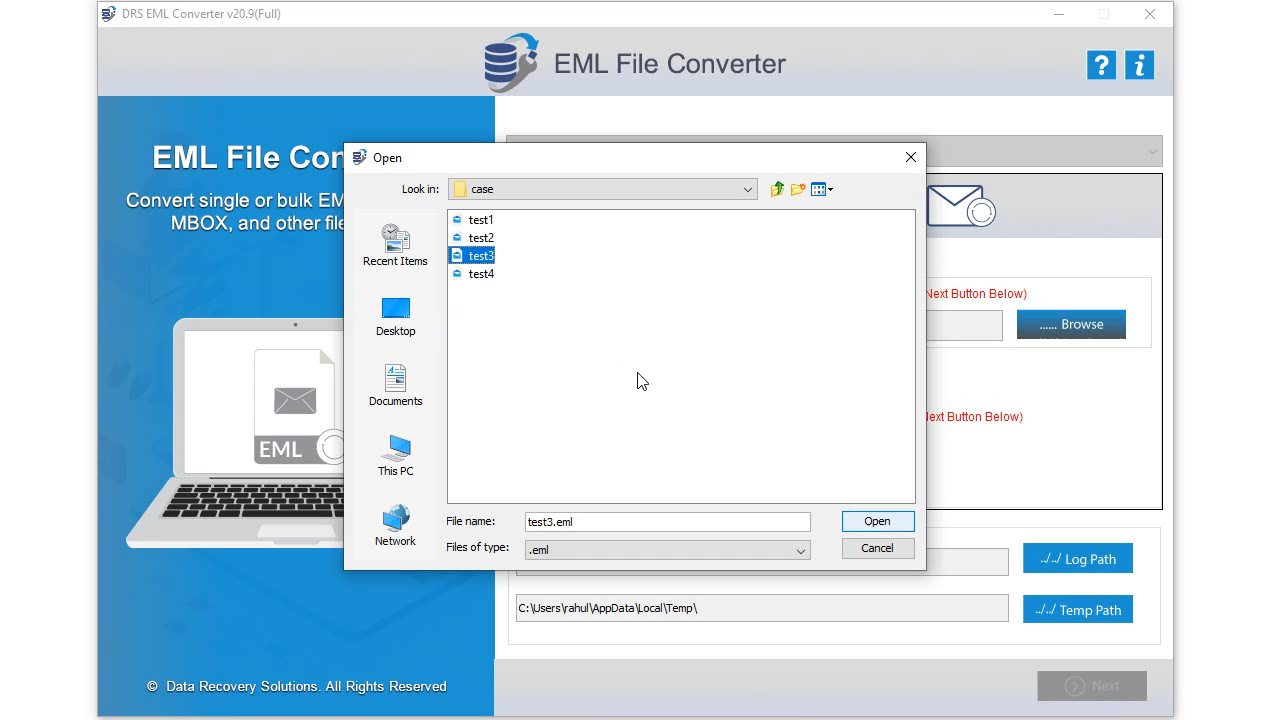 DRS EML Converter v20.9(Full)
EML File Converter
?
i
EML File Con
Convert single or bulk EM
MBOX, and other file
EML
Open
Look in:
case
Recent Items
Desktop
Documents
This PC
Network
test1
test2
test3
test4
File name:
test3.eml
Open
Files of type:
.eml
Cancel
Next Button Below)
...... Browse
ext Button Below)
../../ Log Path
C:\Users\rahul\AppData\Local\Temp\
../../ Temp Path
© Data Recovery Solutions. All Rights Reserved
Next